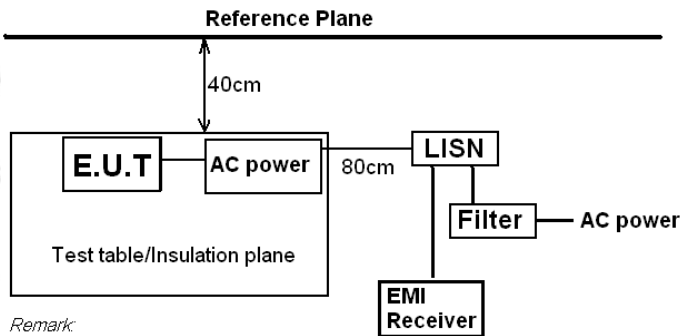 Reference Plane
40cm
E.U.T
AC power
80cm
LISN
Filter
AC power
Test table/Insulation plane
EMI
Receiver
Remark: